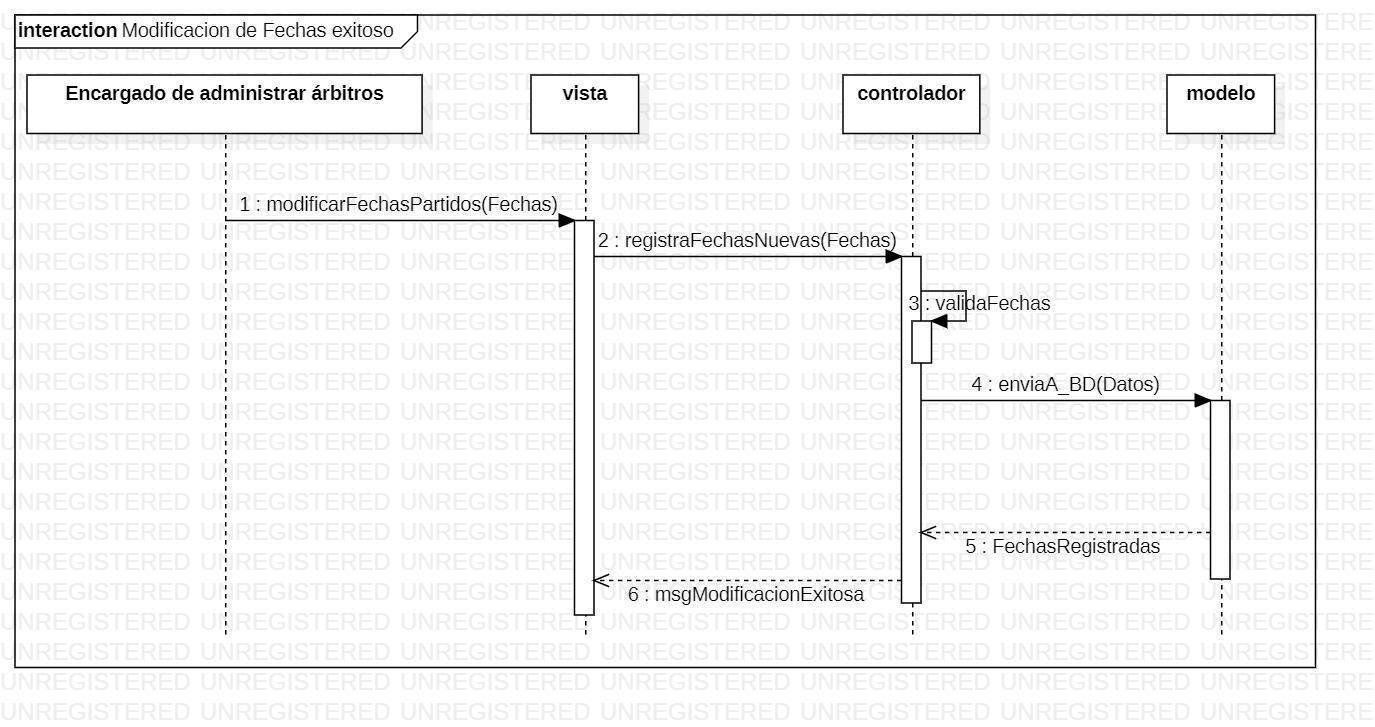 interaction Modificacion de Fechas exitoso
Encargado de administrar árbitros
vista
controlador
modelo
1 : modificarFechasPartidos(Fechas)
2 : registraFechasNuevas(Fechas)
3 : validaFechas
4 : enviaA_BD(Datos)
5 : FechasRegistradas
6 : msgModificacionExitosa
UNREGISTERED